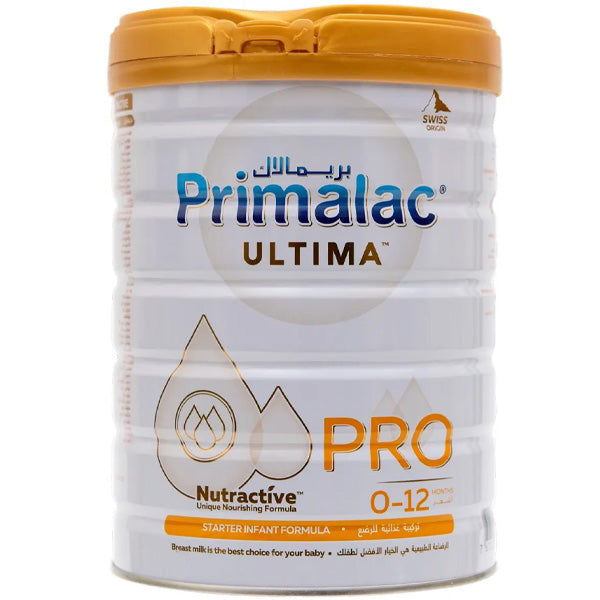 SWISS
ORIGIN
بريمالاك
Primalac®
ULTIMA™
PRO
0-12 MONTHS أشهر
Nutractive™
Unique Nourishing Formula
STARTER INFANT FORMULA • تركيبة غذائية للرضع
Breast milk is the best choice for your baby • الرضاعة الطبيعية هي الخيار الأفضل لطفلك